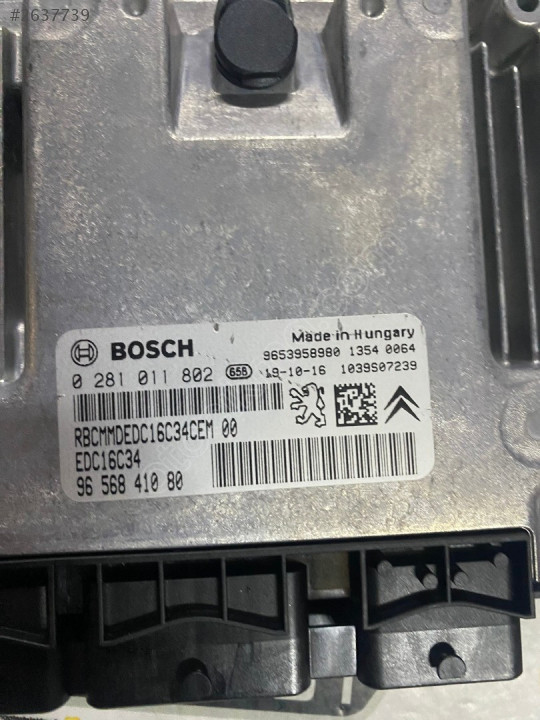 #2637739
BOSCH
Made in Hungary
9653958980 1354 0064
0 281 011 802 656 19-10-16 1039S07239
RBCMMDEDC16C34CEM 00
EDC16C34
96 568 410 80